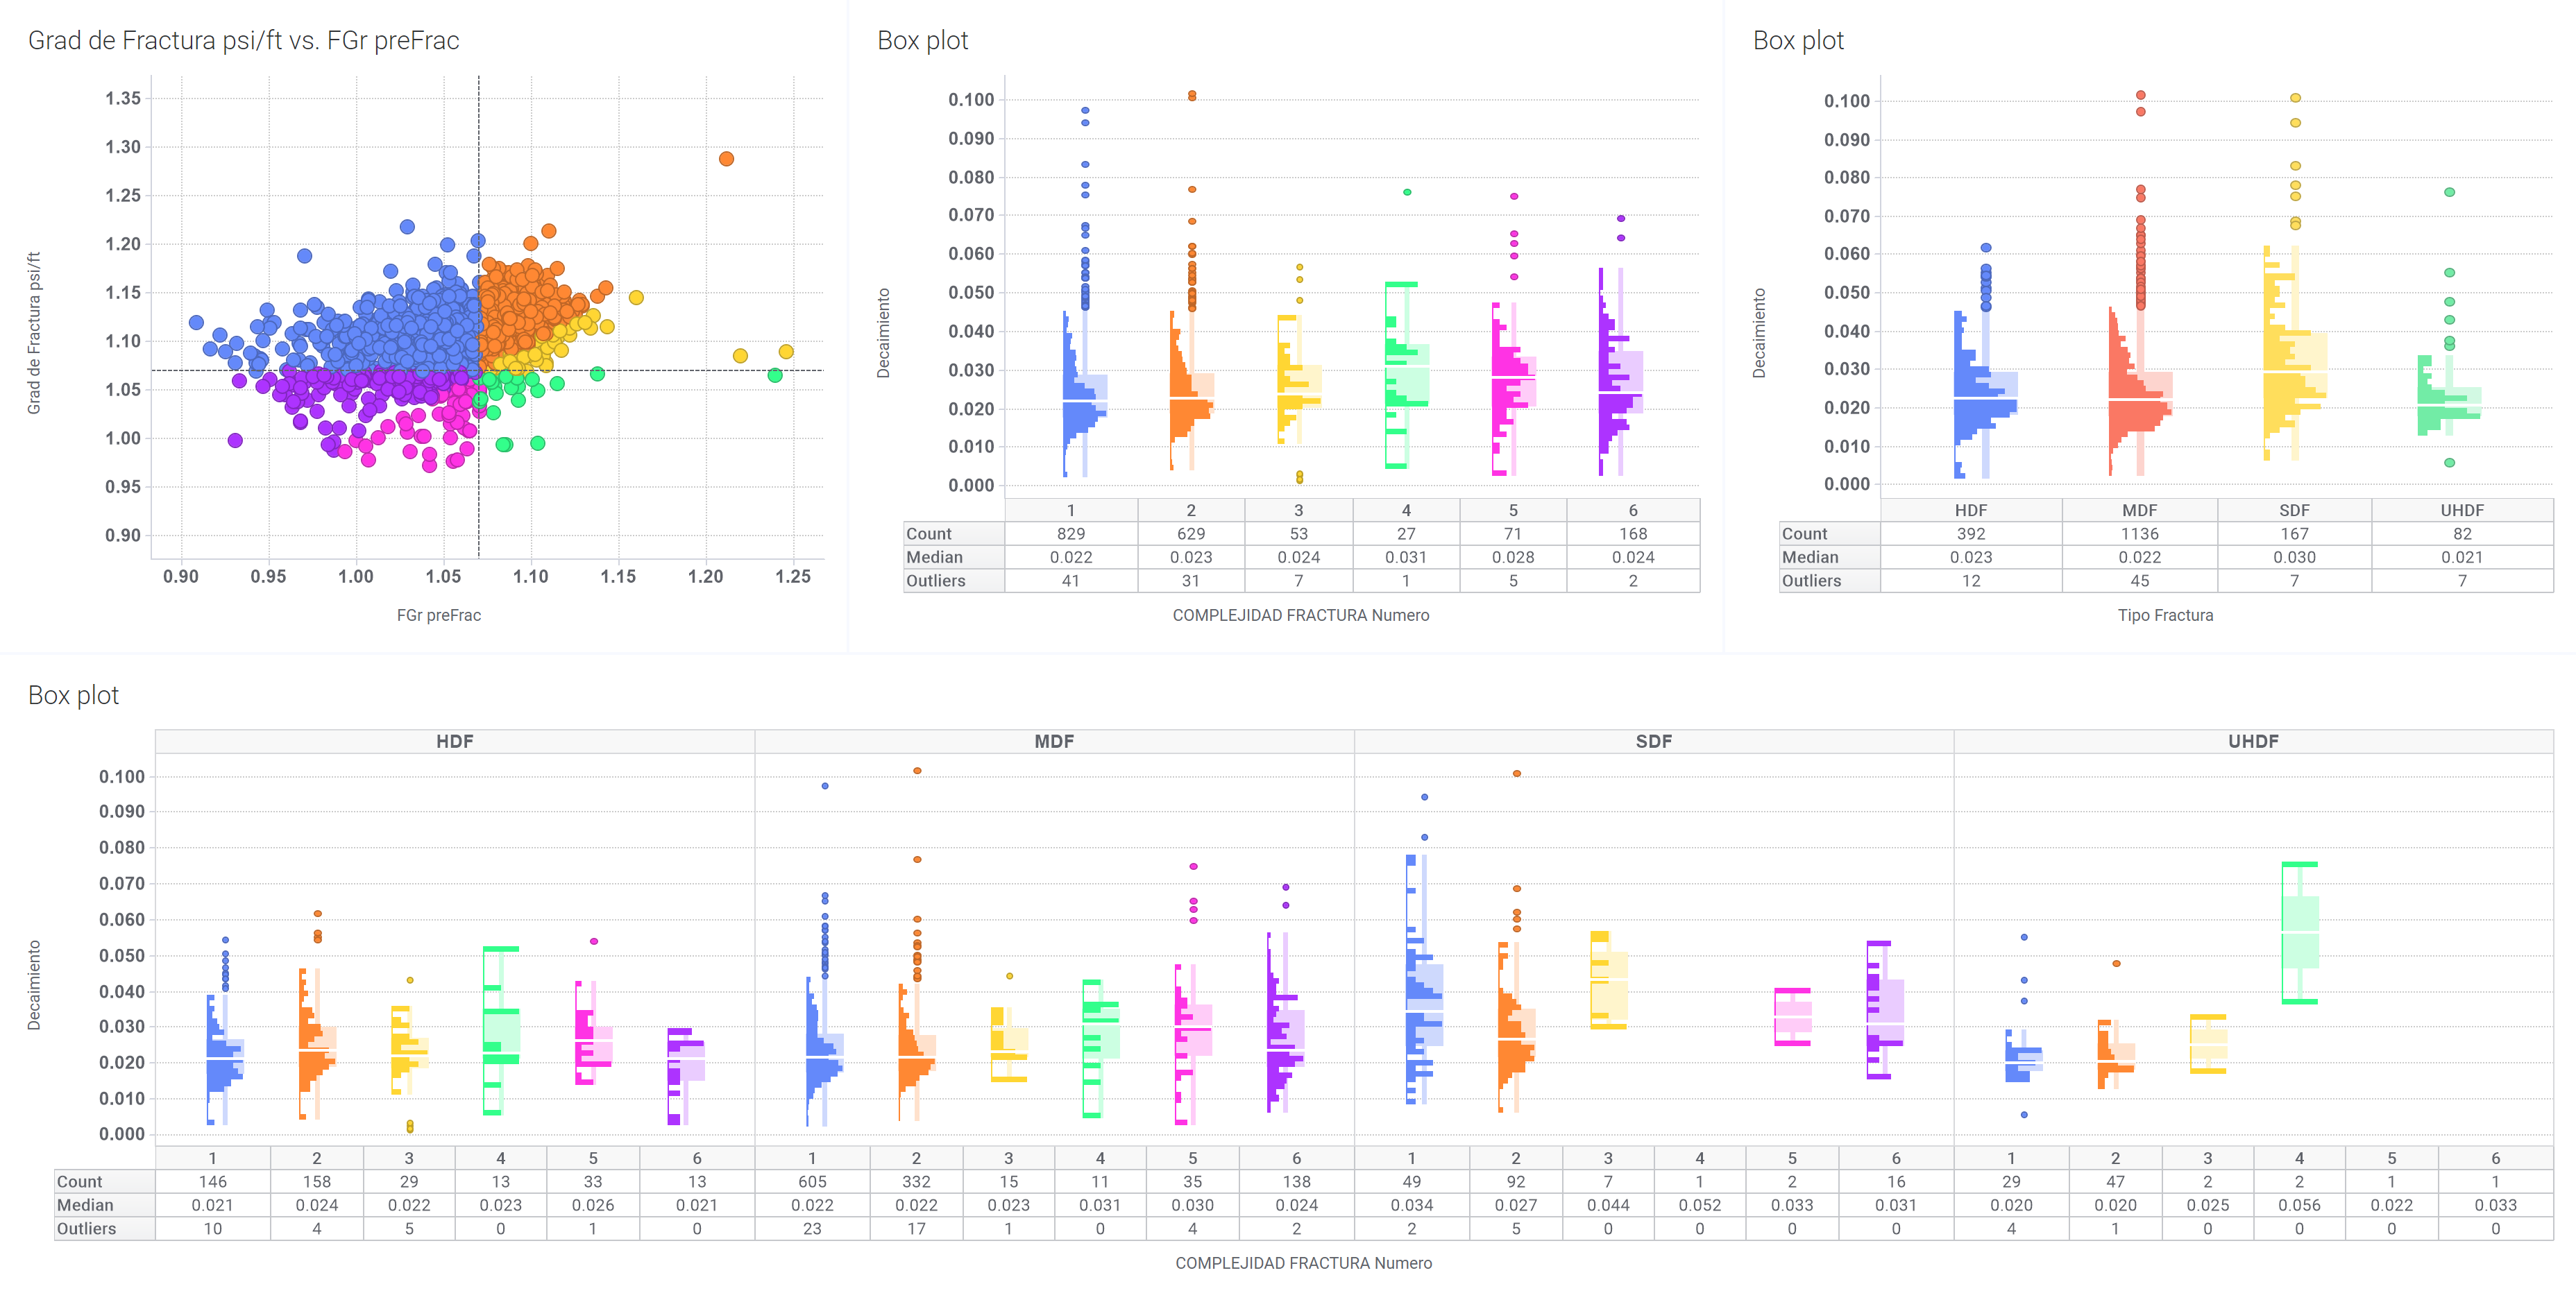 Grad de Fractura psi/ft vs. FGr preFrac
Grad de Fractura psi/ft
1.35
1.30
1.25
1.20
1.15
1.10
1.05
1.00
0.95
0.90
0.90 0.95 1.00 1.05 1.10 1.15 1.20 1.25
FGr preFrac
Box plot
Decaimiento
0.100
0.090
0.080
0.070
0.060
0.050
0.040
0.030
0.020
0.010
0.000
1 2 3 4 5 6
Count 829 629 53 27 71 168
Median 0.022 0.023 0.024 0.031 0.028 0.024
Outliers 41 31 7 1 5 2
COMPLEJIDAD FRACTURA Numero
Box plot
Decaimiento
0.100
0.090
0.080
0.070
0.060
0.050
0.040
0.030
0.020
0.010
0.000
HDF MDF SDF UHDF
Count 392 1136 167 82
Median 0.023 0.022 0.030 0.021
Outliers 12 45 7 7
Tipo Fractura
Box plot
HDF MDF SDF UHDF
Decaimiento
0.100
0.090
0.080
0.070
0.060
0.050
0.040
0.030
0.020
0.010
0.000
1 2 3 4 5 6 1 2 3 4 5 6 1 2 3 4 5 6 1 2 3 4 5 6
Count 146 158 29 13 33 13 605 332 15 11 35 138 49 92 7 1 2 16 29 47 2 2 1 1
Median 0.021 0.024 0.022 0.023 0.026 0.021 0.022 0.022 0.023 0.031 0.030 0.024 0.034 0.027 0.044 0.052 0.033 0.031 0.020 0.020 0.025 0.056 0.022 0.033
Outliers 10 4 5 0 1 0 23 17 1 0 4 2 2 5 0 0 0 0 4 1 0 0 0 0
COMPLEJIDAD FRACTURA Numero